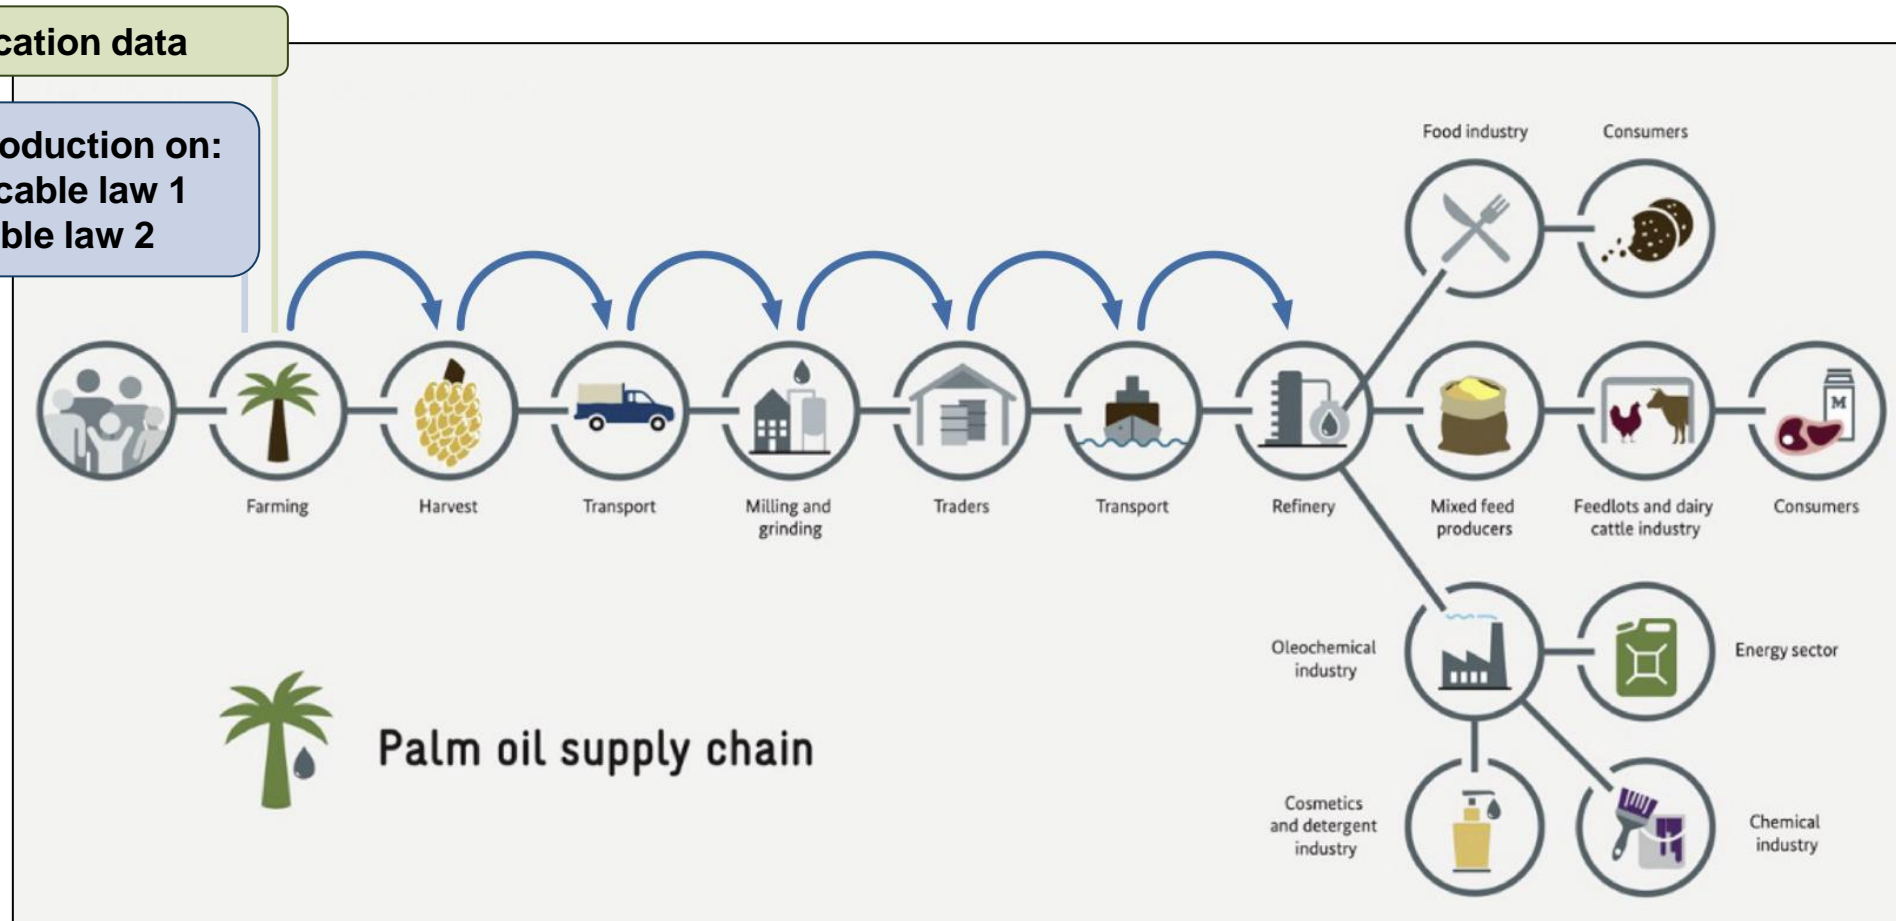 cation data
oduction on:
cable law 1
ble law 2
Food industry
Consumers
Farming
Harvest
Transport
Milling and
grinding
Traders
Transport
Refinery
Mixed feed
producers
Feedlots and dairy
cattle industry
Consumers
M
Oleochemical
industry
Energy sector
Palm oil supply chain
Cosmetics
and detergent
industry
Chemical
industry